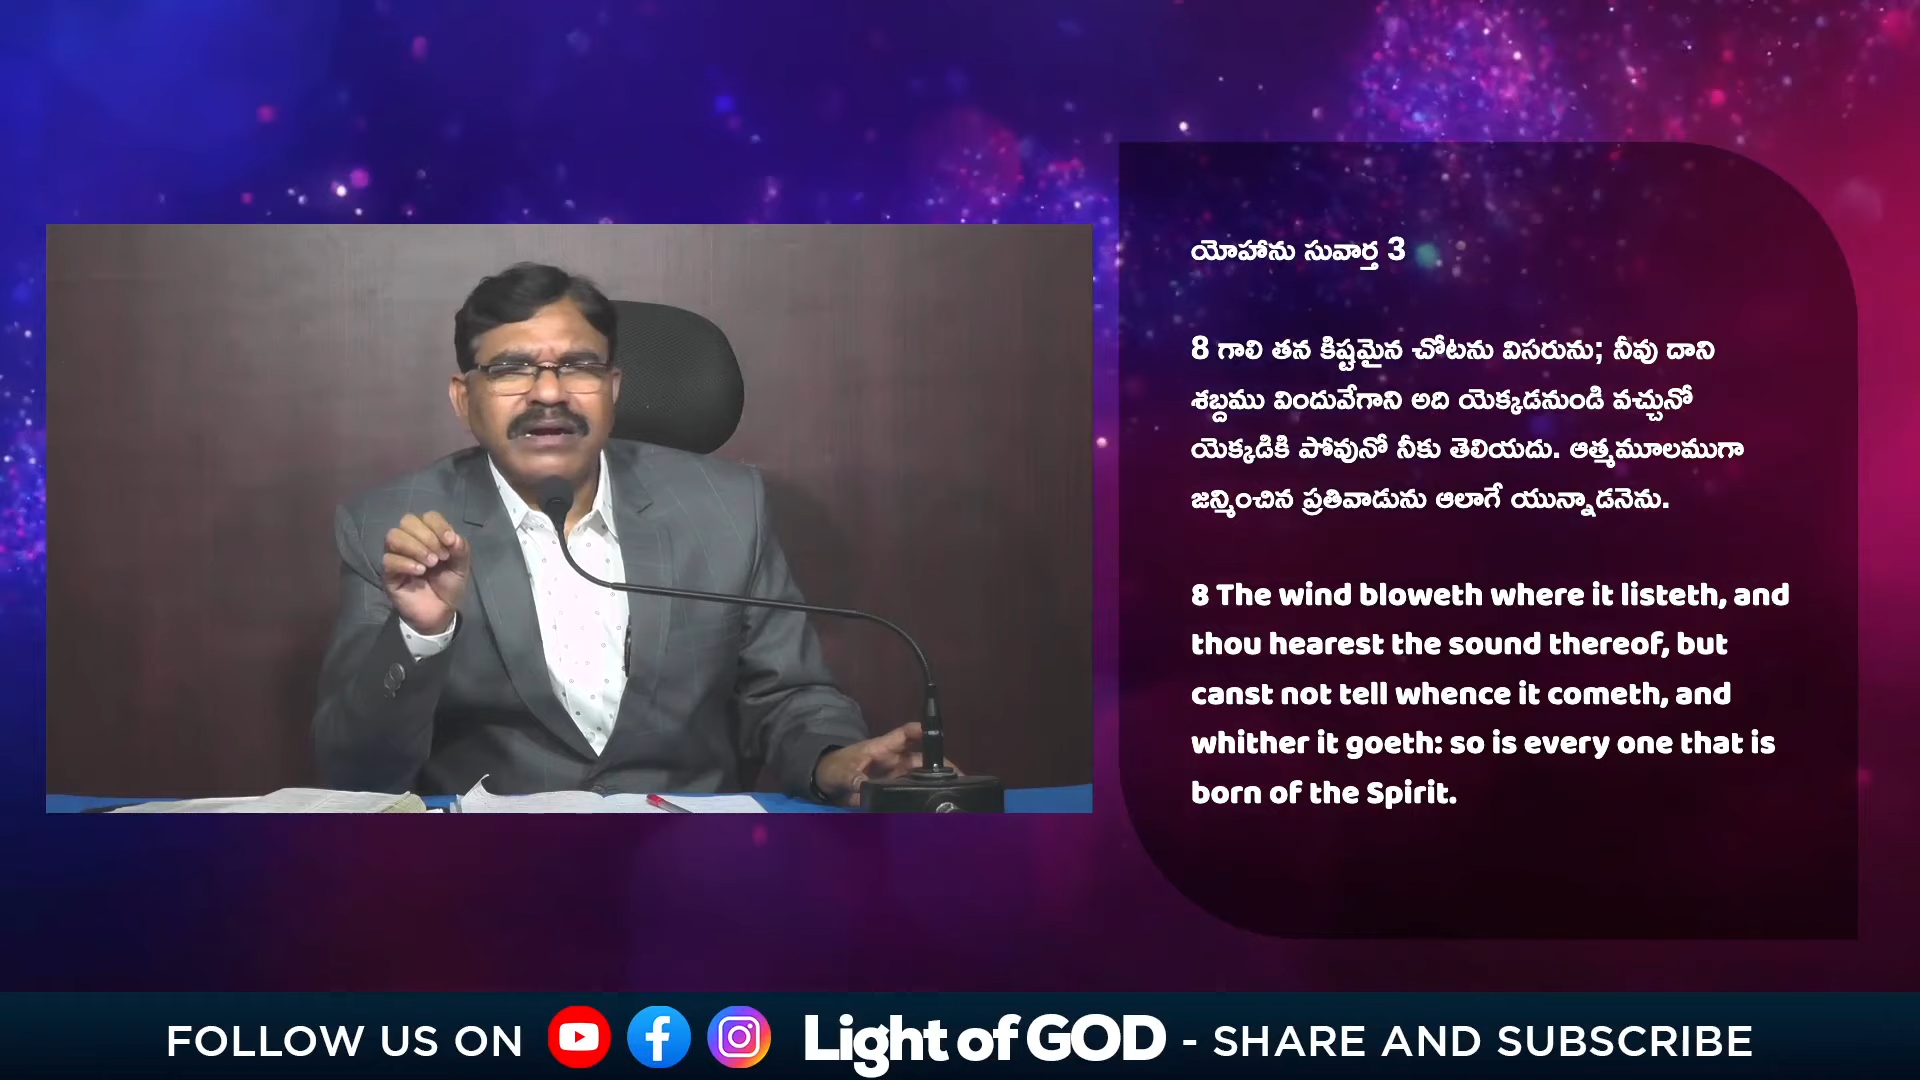 యోహాను సువార్త 3
8 గాలి తన కిష్టమైన చోటను విసరును; నీవు దాని
శబ్దము విందువేగాని అది యెక్కడనుండి వచ్చునో
యెక్కడికి పోవునో నీకు తెలియదు. ఆత్మమూలముగా
జన్మించిన ప్రతివాడును ఆలాగే యున్నాడనెను.
8 The wind bloweth where it listeth, and
thou hearest the sound thereof, but
canst not tell whence it cometh, and
whither it goeth: so is every one that is
born of the Spirit.
FOLLOW US ON Light of GOD - SHARE AND SUBSCRIBE